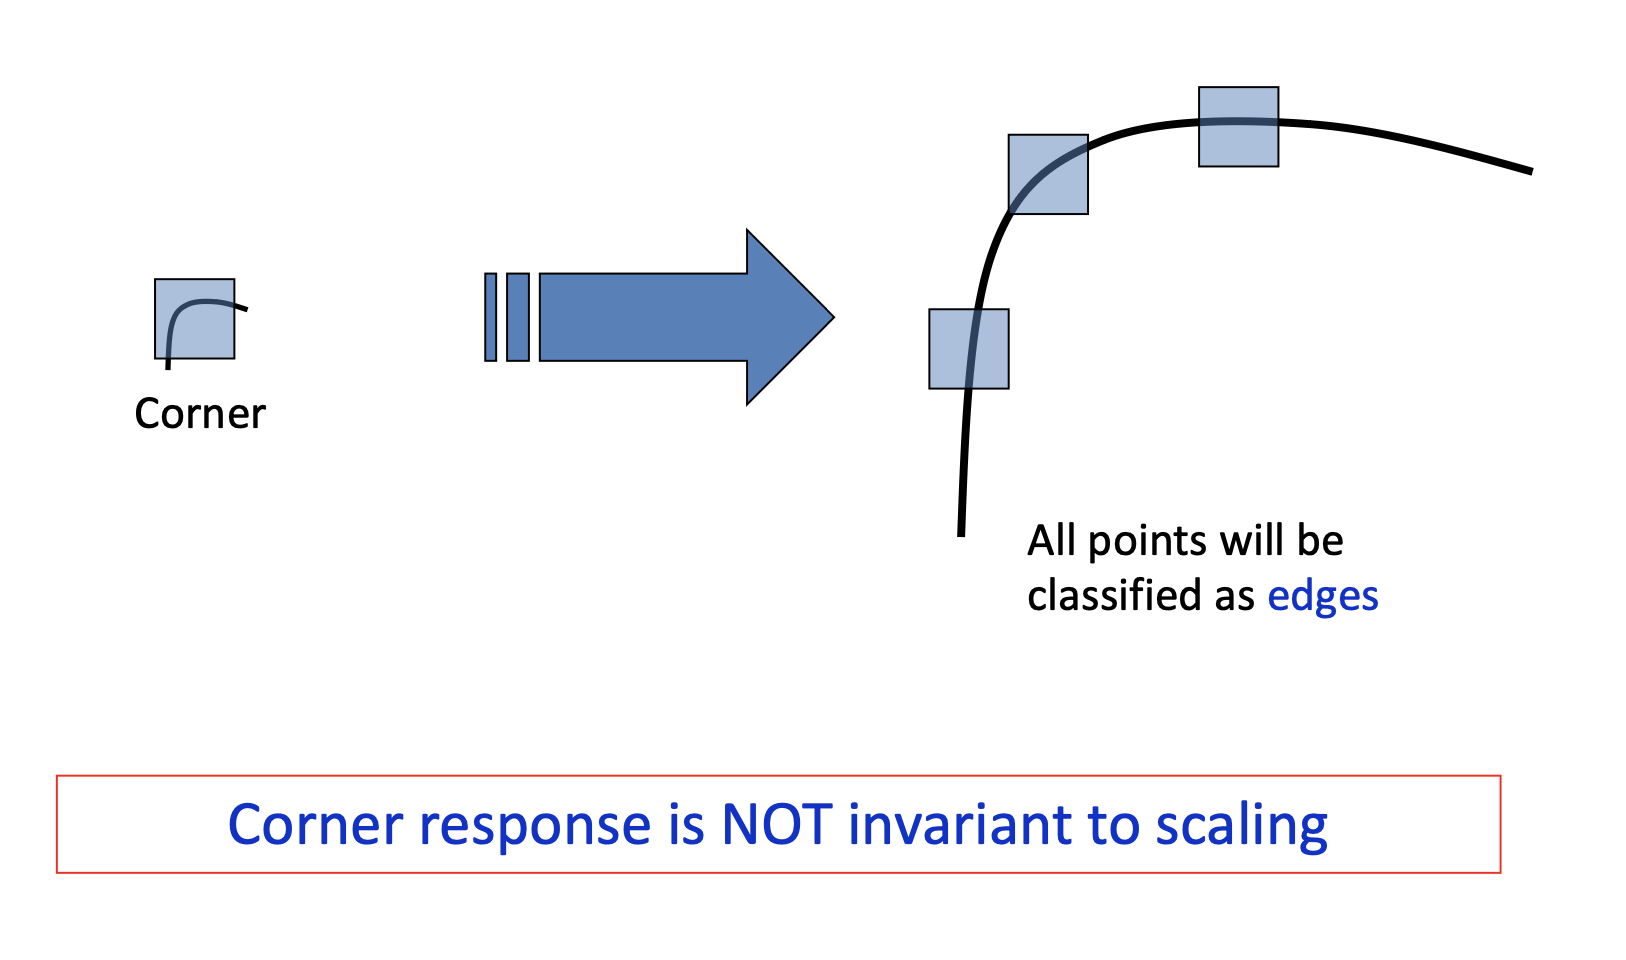 Corner
All points will be
classified as edges
Corner response is NOT invariant to scaling